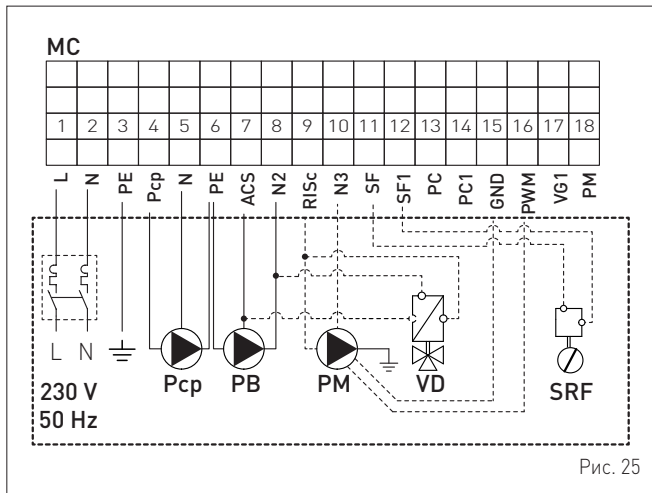 MC
1 2 3 4 5 6 7 8 9 10 11 12 13 14 15 16 17 18
L N PE Pcp N PE ACS N2 RISc N3 SF SF1 PC PC1 GND PWM VG1 PM
L N
Pcp PB PM VD SRF
230 V
50 Hz
Рис. 25